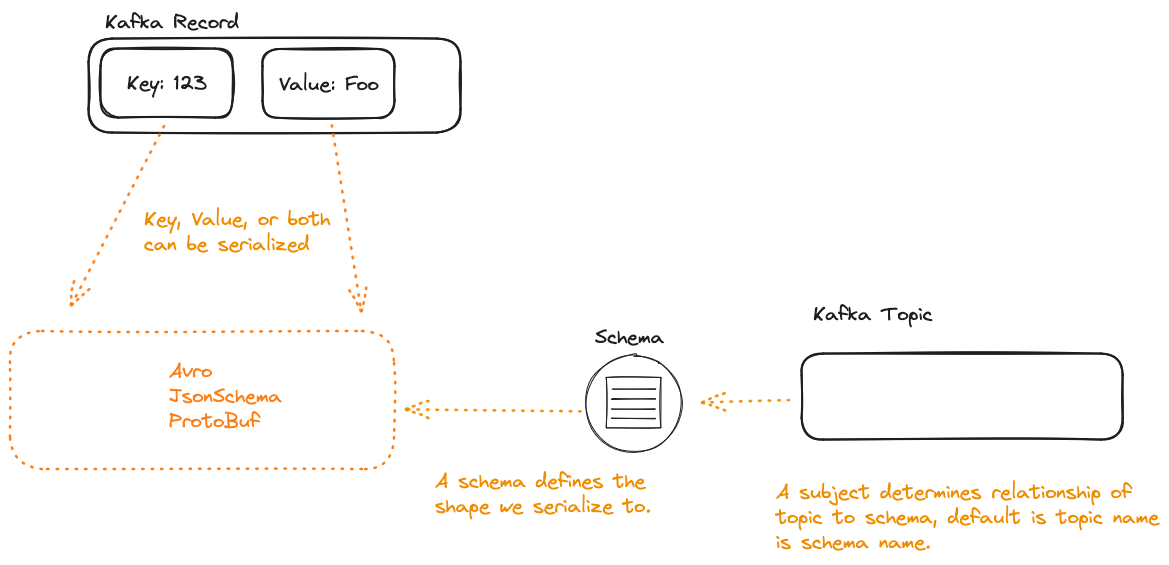 Kafka Record
Key: 123
Value: Foo
Key, Value, or both
can be serialized
Kafka Topic
Schema
Avro
JsonSchema
ProtoBuf
A schema defines the
shape we serialize to.
A subject determines relationship of
topic to schema, default is topic name
is schema name.